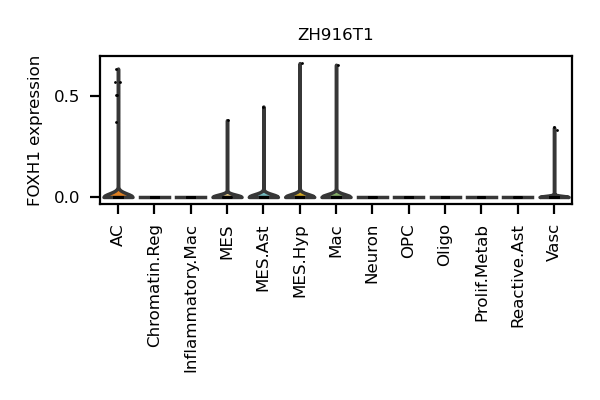 ZH916T1
FOXH1 expression
0.5
0.0
AC
Chromatin.Reg
Inflammatory.Mac
MES
MES.Ast
MES.Hyp
Mac
Neuron
OPC
Oligo
Prolif.Metab
Reactive.Ast
Vasc